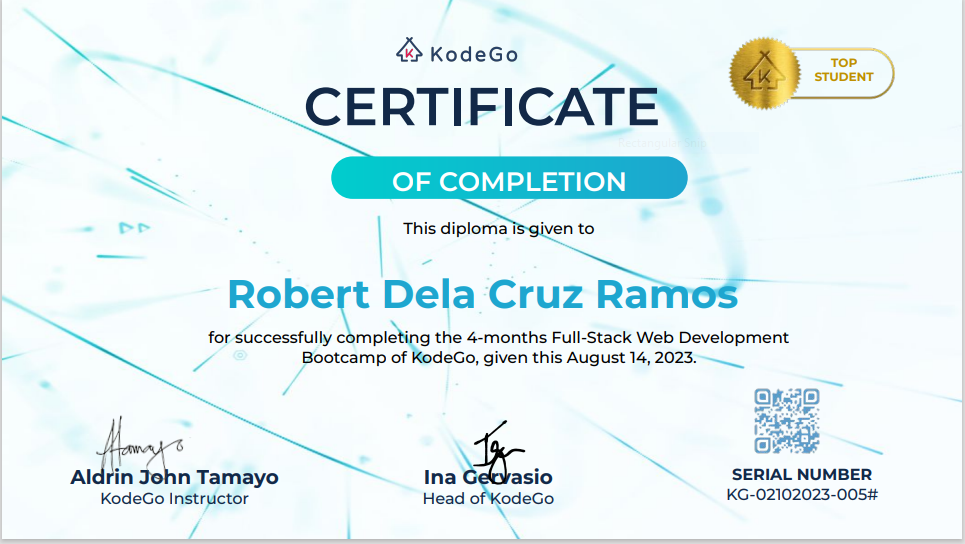 KodeGo
TOP
STUDENT
CERTIFICATE
OF COMPLETION
This diploma is given to
Robert Dela Cruz Ramos
for successfully completing the 4-months Full-Stack Web Development
Bootcamp of KodeGo, given this August 14, 2023.
Aldrin John Tamayo
KodeGo Instructor
Ina Gervasio
Head of KodeGo
SERIAL NUMBER
KG-02102023-005#